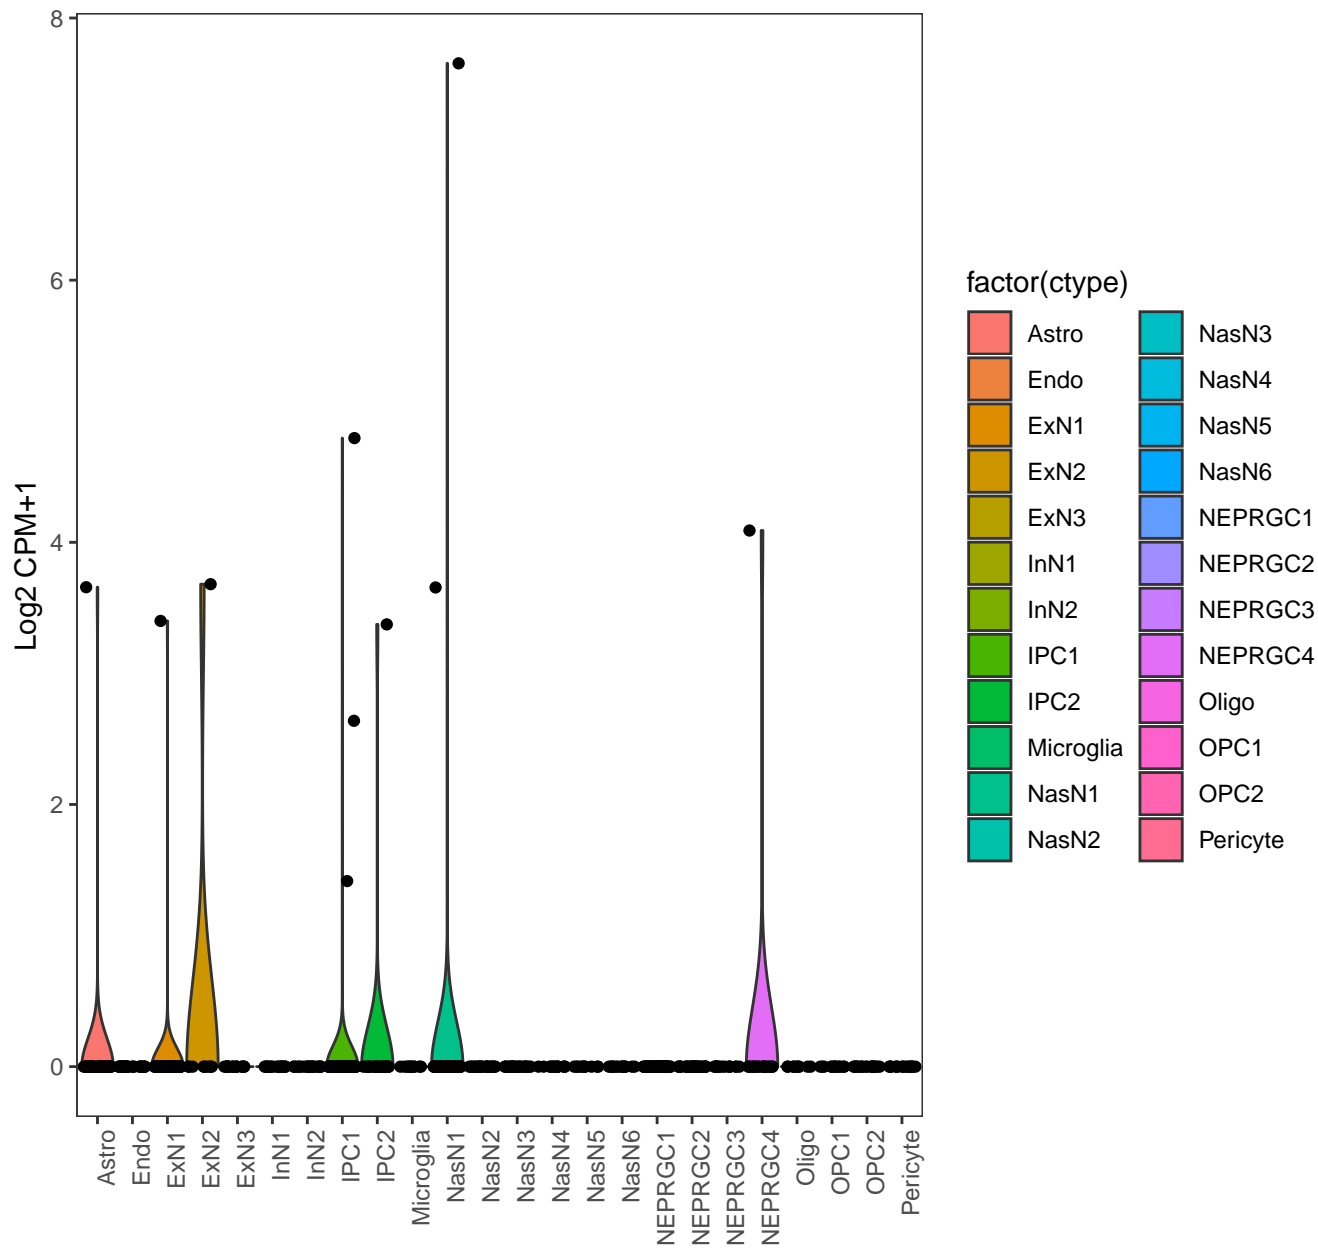 8
6
4
2
0
Log2 CPM+1
Astro
Endo
ExN1
ExN2
ExN3
InN1
InN2
IPC1
IPC2
Microglia
NasN1
NasN2
NasN3
NasN4
NasN5
NasN6
NEPRGC1
NEPRGC2
NEPRGC3
NEPRGC4
Oligo
OPC1
OPC2
Pericyte
factor(ctype)
Astro
Endo
ExN1
ExN2
ExN3
InN1
InN2
IPC1
IPC2
Microglia
NasN1
NasN2
NasN3
NasN4
NasN5
NasN6
NEPRGC1
NEPRGC2
NEPRGC3
NEPRGC4
Oligo
OPC1
OPC2
Pericyte